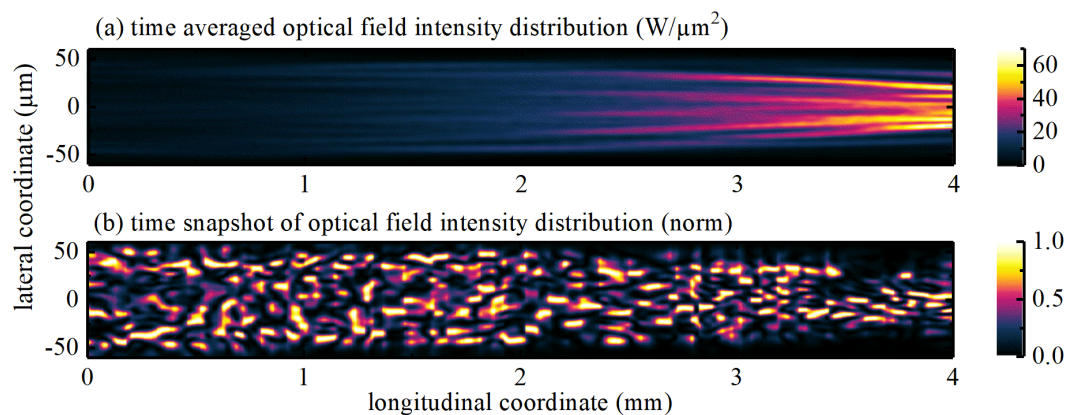 (a) time averaged optical field intensity distribution (W/µm²)
50
0
-50
60
40
20
0
0 1 2 3 4
(b) time snapshot of optical field intensity distribution (norm)
50
0
-50
1.0
0.5
0.0
0 1 2 3 4
lateral coordinate (µm)
longitudinal coordinate (mm)